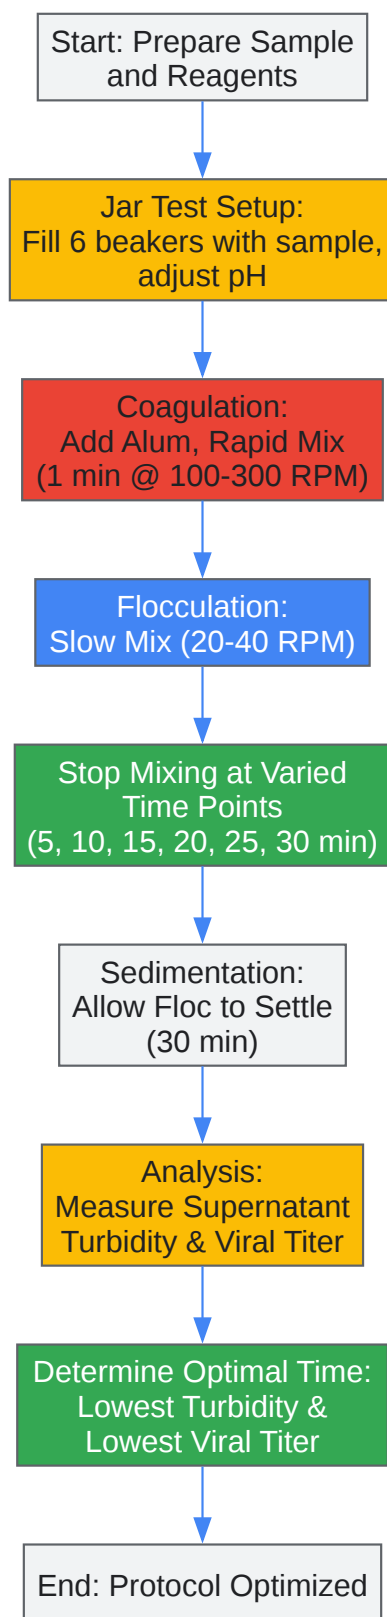 Start: Prepare Sample
and Reagents
Jar Test Setup:
Fill 6 beakers with sample,
adjust pH
Coagulation:
Add Alum, Rapid Mix
(1 min @ 100-300 RPM)
Flocculation:
Slow Mix (20-40 RPM)
Stop Mixing at Varied
Time Points
(5, 10, 15, 20, 25, 30 min)
Sedimentation:
Allow Floc to Settle
(30 min)
Analysis:
Measure Supernatant
Turbidity & Viral Titer
Determine Optimal Time:
Lowest Turbidity &
Lowest Viral Titer
End: Protocol Optimized